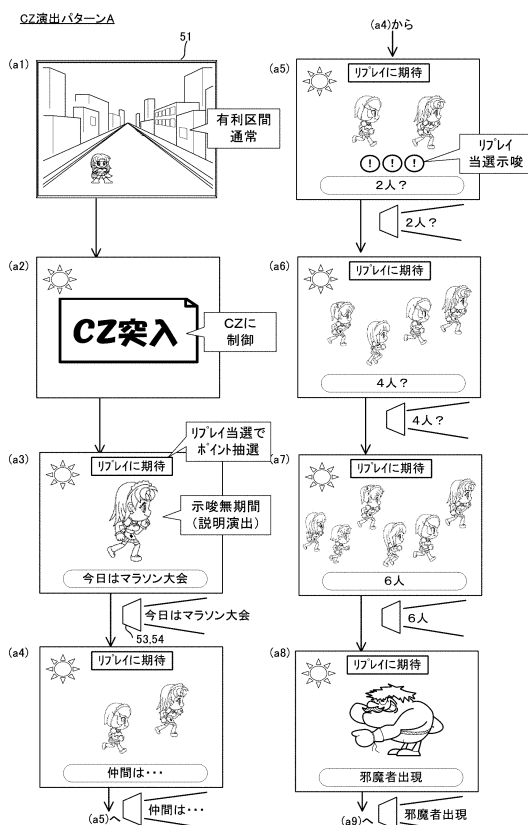 CZ演出パターンA
51
(a1)
有利区間
通常
(a2)
CZ突入
CZに
制御
(a3)
リプレイ当選で
ポイント抽選
リプレイに期待
示唆無期間
(説明演出)
今日はマラソン大会
今日はマラソン大会
53,54
(a4)
リプレイに期待
仲間は・・・
仲間は・・・
(a5)へ
(a4)から
(a5)
リプレイに期待
! ! !
リプレイ
当選示唆
2人?
2人?
(a6)
リプレイに期待
4人?
4人?
(a7)
リプレイに期待
6人
6人
(a8)
リプレイに期待
邪魔者出現
邪魔者出現
(a9)へ